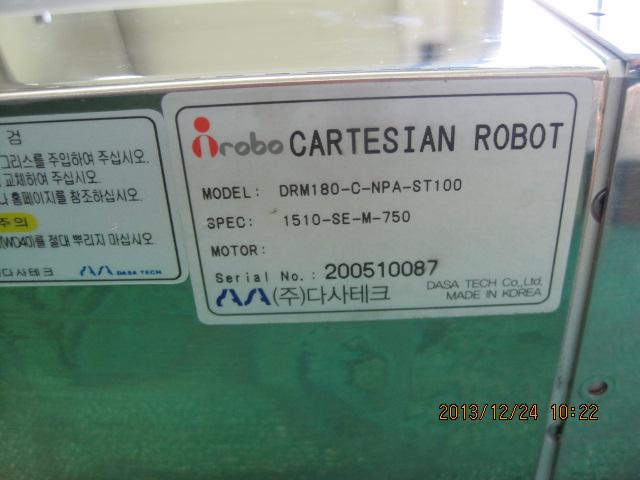 검
그리스를 주입하여 주십시오.
교체하여 주십시오.
홈페이지를 참조하십시오.
주의
(WD40)를 절대 뿌리지 마십시오.
다사테크 DASA TECH
irobo CARTESIAN ROBOT
MODEL: DRM180-C-NPA-ST100
SPEC: 1510-SE-M-750
MOTOR:
Serial No.: 200510087
(주)다사테크 DASA TECH Co.,Ltd.
MADE IN KOREA
2013/12/24 10:22